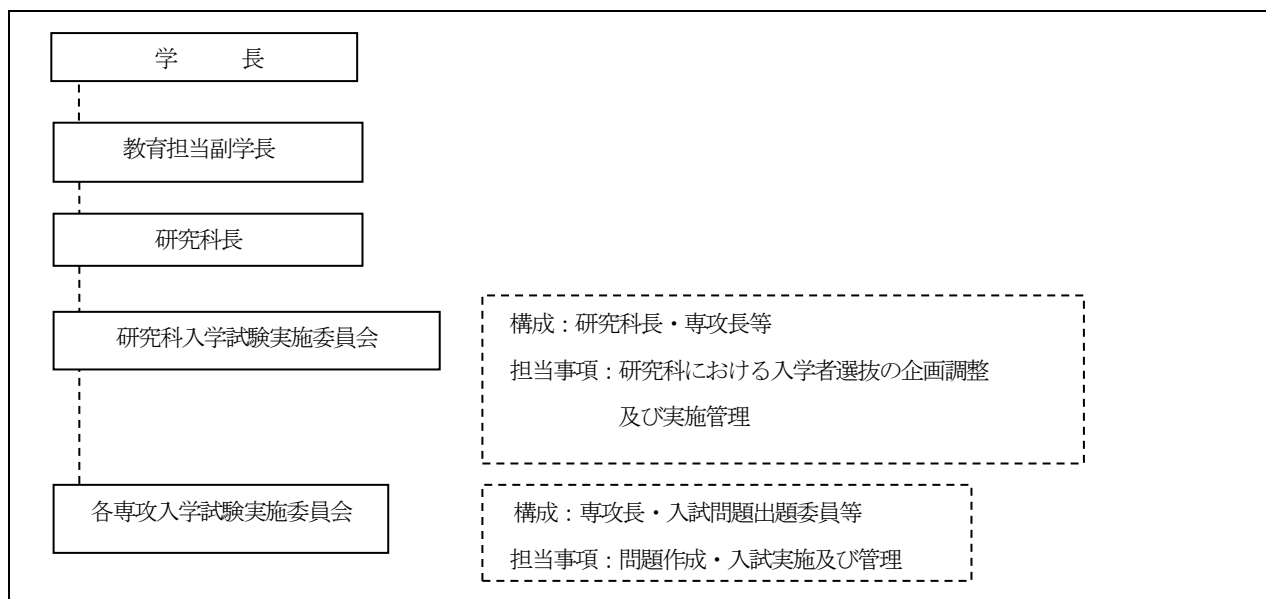 学　　　長
教育担当副学長
研究科長
研究科入学試験実施委員会
構成：研究科長・専攻長等
担当事項：研究科における入学者選抜の企画調整
及び実施管理
各専攻入学試験実施委員会
構成：専攻長・入試問題出題委員等
担当事項：問題作成・入試実施及び管理